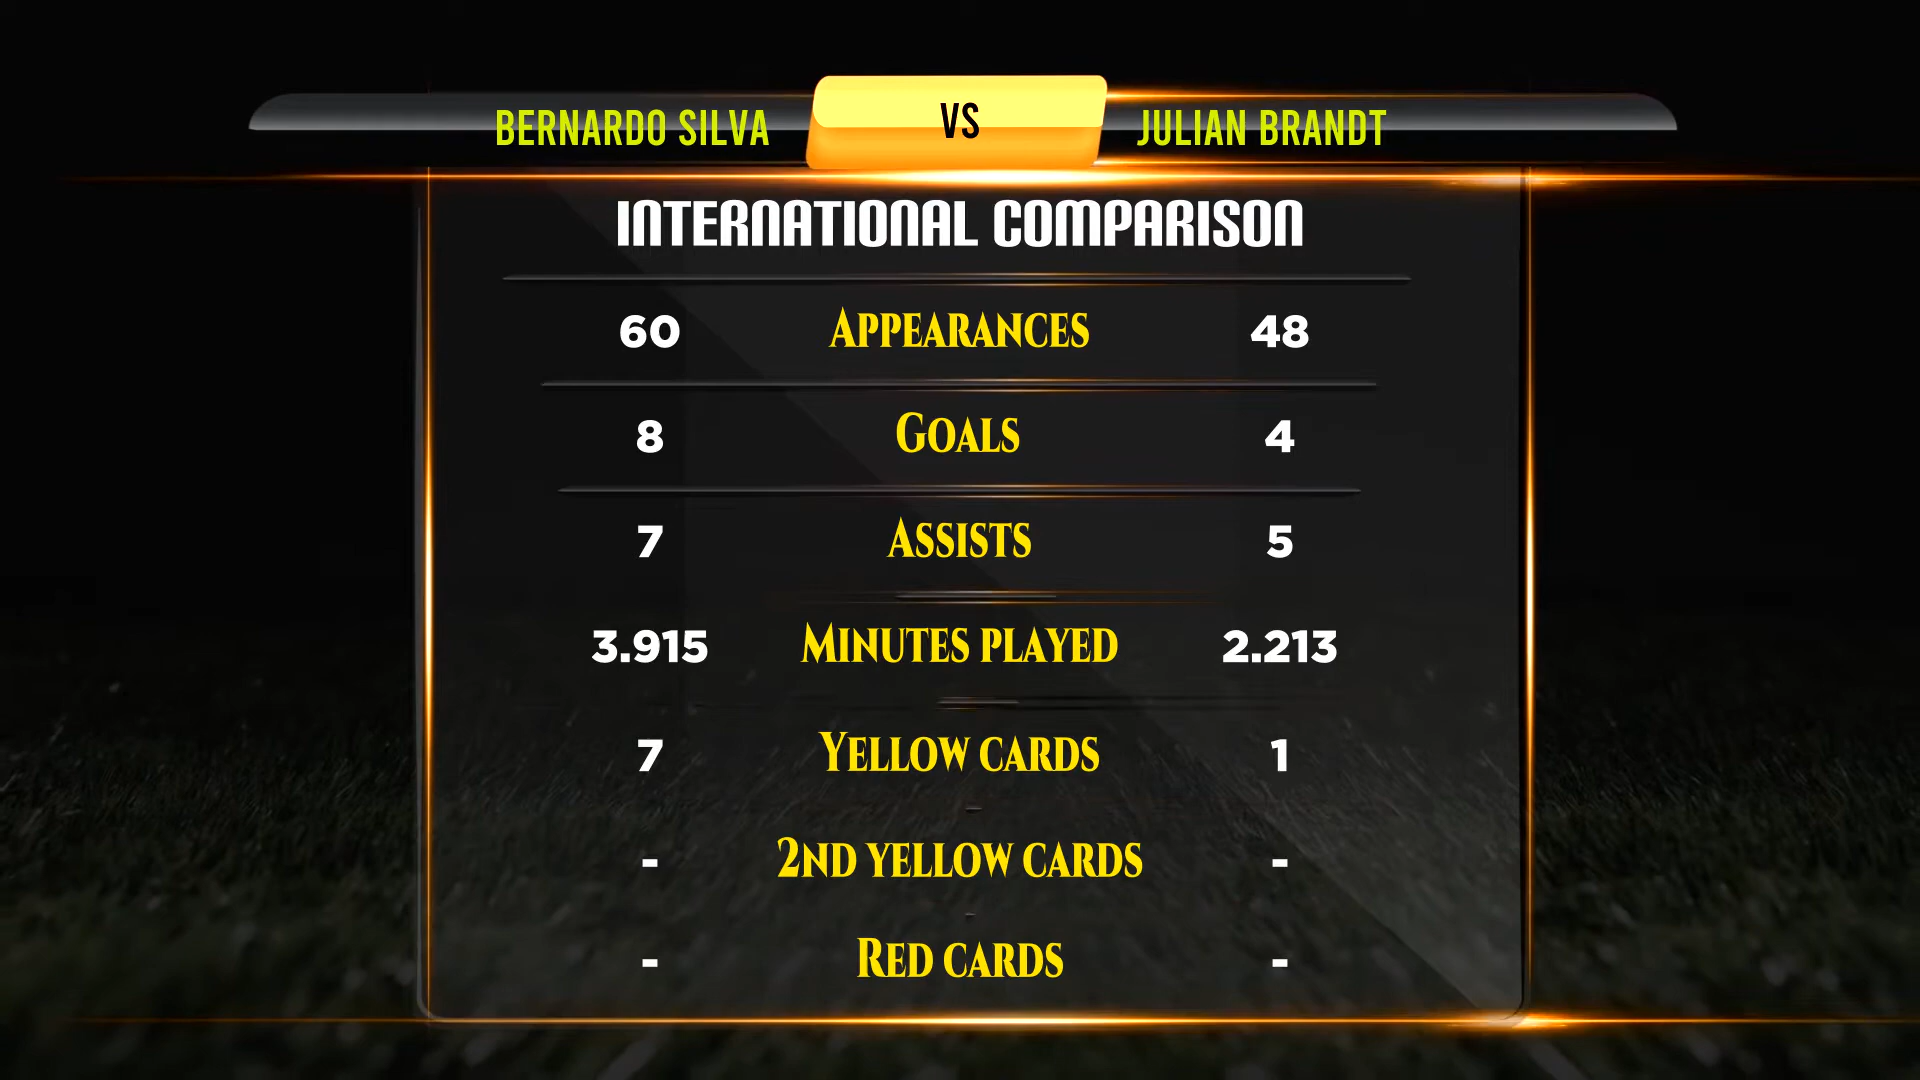 BERNARDO SILVA VS JULIAN BRANDT
INTERNATIONAL COMPARISON
60 APPEARANCES 48
8 GOALS 4
7 ASSISTS 5
3.915 MINUTES PLAYED 2.213
7 YELLOW CARDS 1
- 2ND YELLOW CARDS -
- RED CARDS -